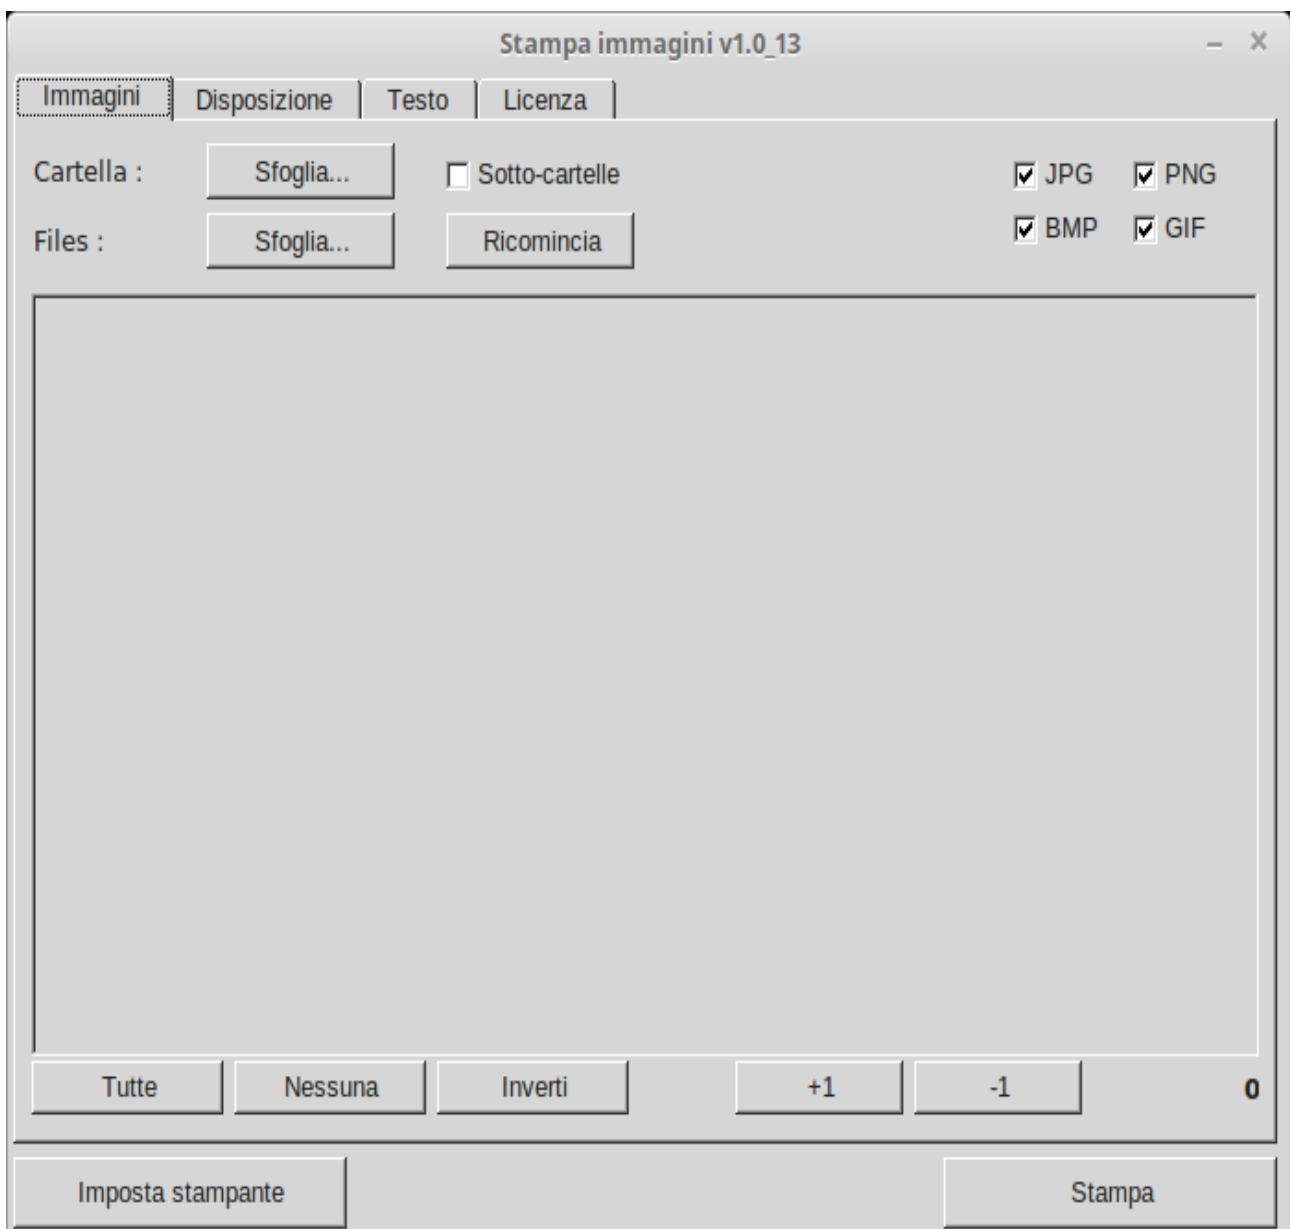 Stampa immagini v1.0_13
Immagini Disposizione Testo Licenza
Cartella : Sfoglia... Sotto-cartelle JPG PNG
Files : Sfoglia... Ricomincia BMP GIF
Tutte Nessuna Inverti +1 -1 0
Imposta stampante Stampa